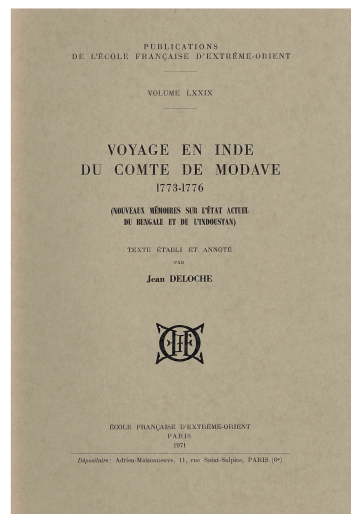 PUBLICATIONS
DE L'ÉCOLE FRANÇAISE D'EXTRÊME-ORIENT
VOLUME LXXIX
VOYAGE EN INDE
DU COMTE DE MODAVE
1773-1776
(NOUVEAUX MÉMOIRES SUR L'ÉTAT ACTUEL
DU BENGALE ET DE L'INDOUSTAN)
TEXTE ÉTABLI ET ANNOTÉ
PAR
Jean DELOCHE
ÉCOLE FRANÇAISE D'EXTRÊME-ORIENT
PARIS
1971
Dépositaire: Adrien-Maisonneuve, 11, rue Saint-Sulpice, PARIS (6e)